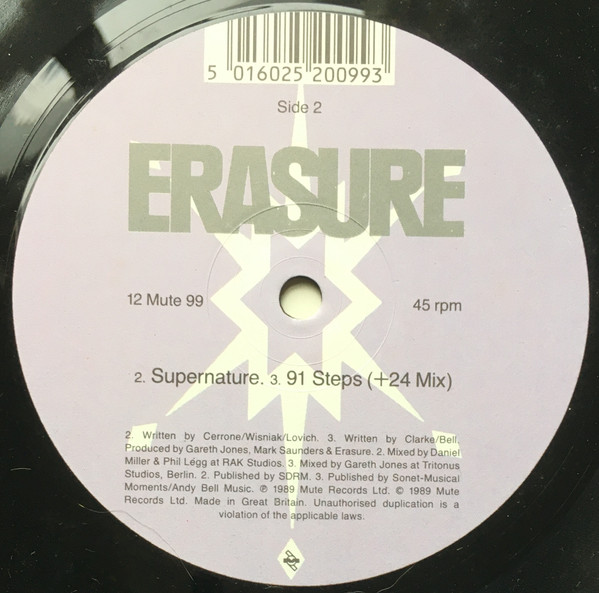 5 016025 200993
Side 2
ERASURE
12 Mute 99
45 rpm
2. Supernature. 3. 91 Steps (+24 Mix)
2. Written by Cerrone/Wisniak/Lovich. 3. Written by Clarke/Bell.
Produced by Gareth Jones, Mark Saunders & Erasure. 2. Mixed by Daniel
Miller & Phil Légg at RAK Studios. 3. Mixed by Gareth Jones at Tritonus
Studios, Berlin. 2. Published by SDRM. 3. Published by Sonet-Musical
Moments/Andy Bell Music. ℗ 1989 Mute Records Ltd. © 1989 Mute
Records Ltd. Made in Great Britain. Unauthorised duplication is a
violation of the applicable laws.